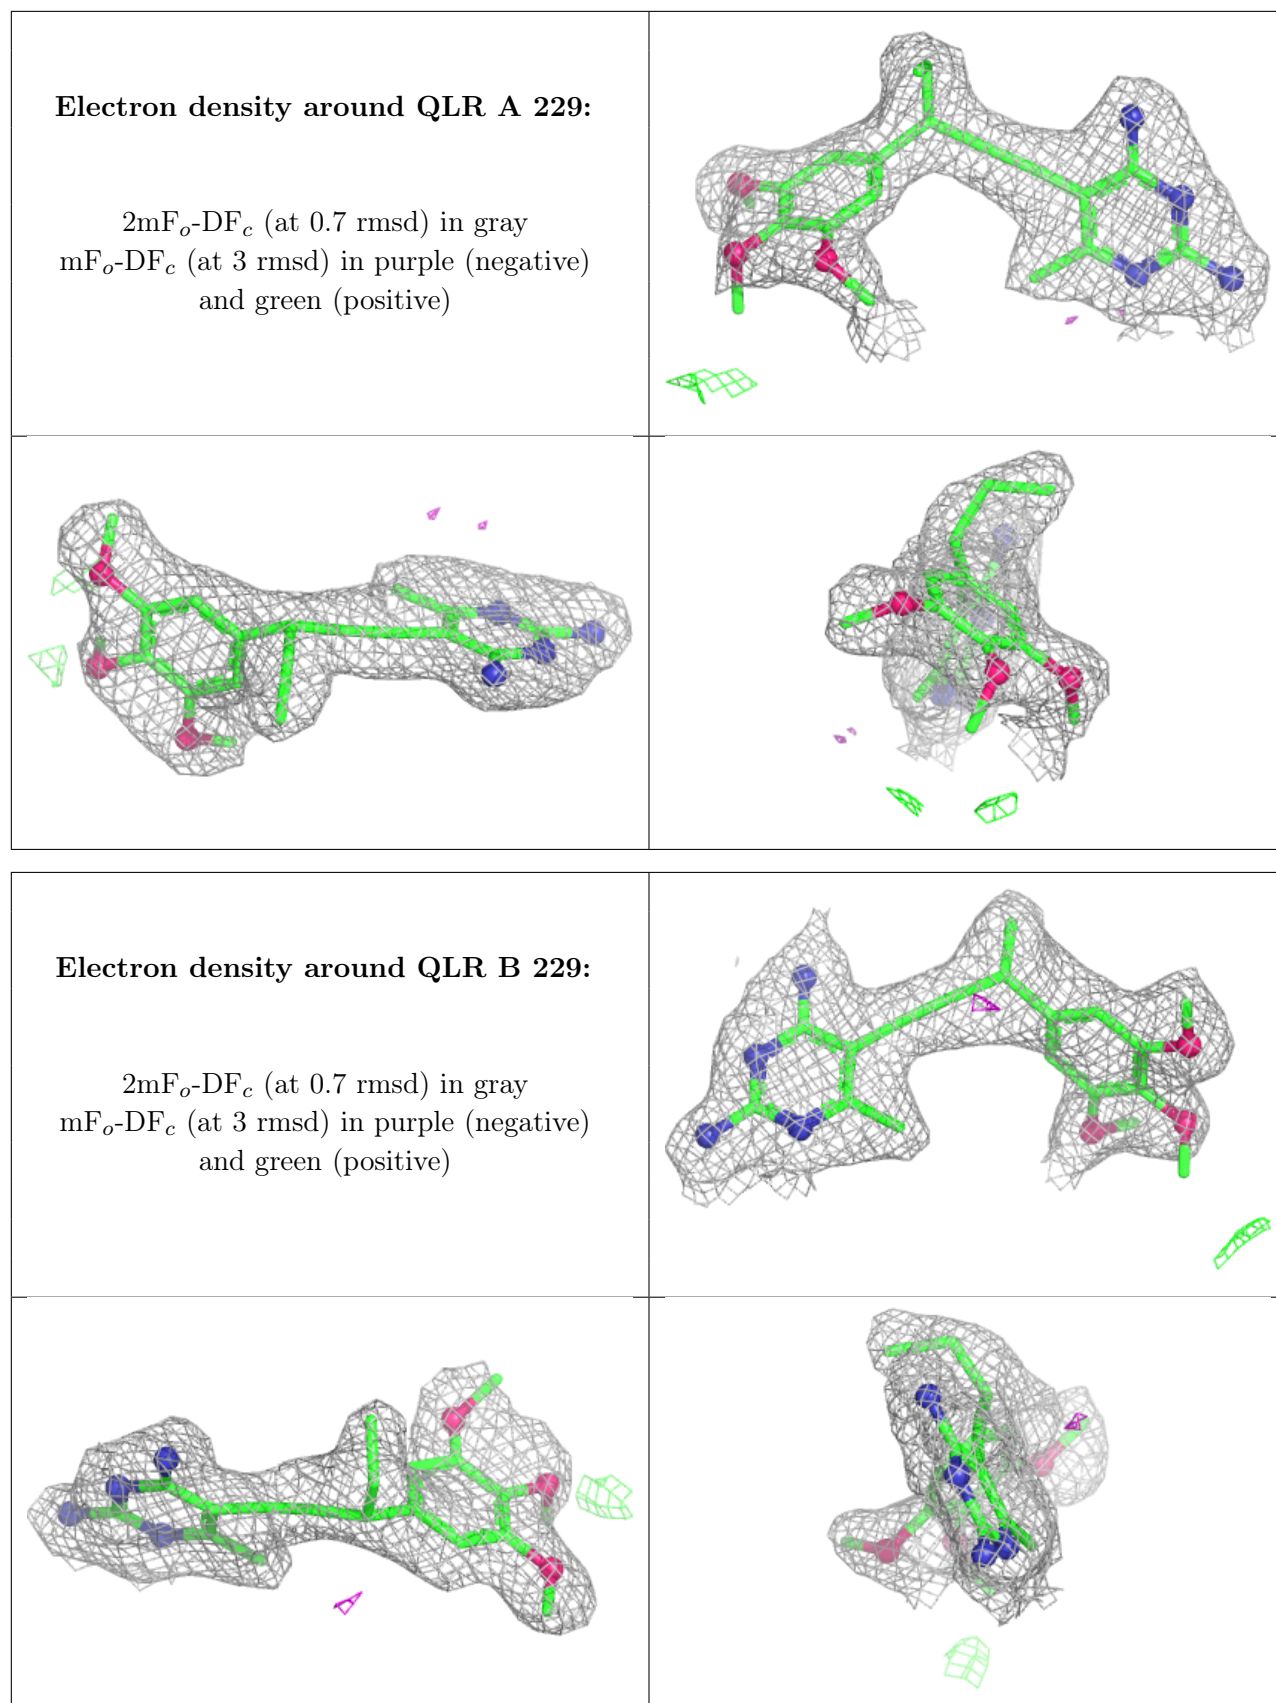 Electron density around QLR A 229:
2mFo-DFc (at 0.7 rmsd) in gray
mFo-DFc (at 3 rmsd) in purple (negative)
and green (positive)
Electron density around QLR B 229:
2mFo-DFc (at 0.7 rmsd) in gray
mFo-DFc (at 3 rmsd) in purple (negative)
and green (positive)